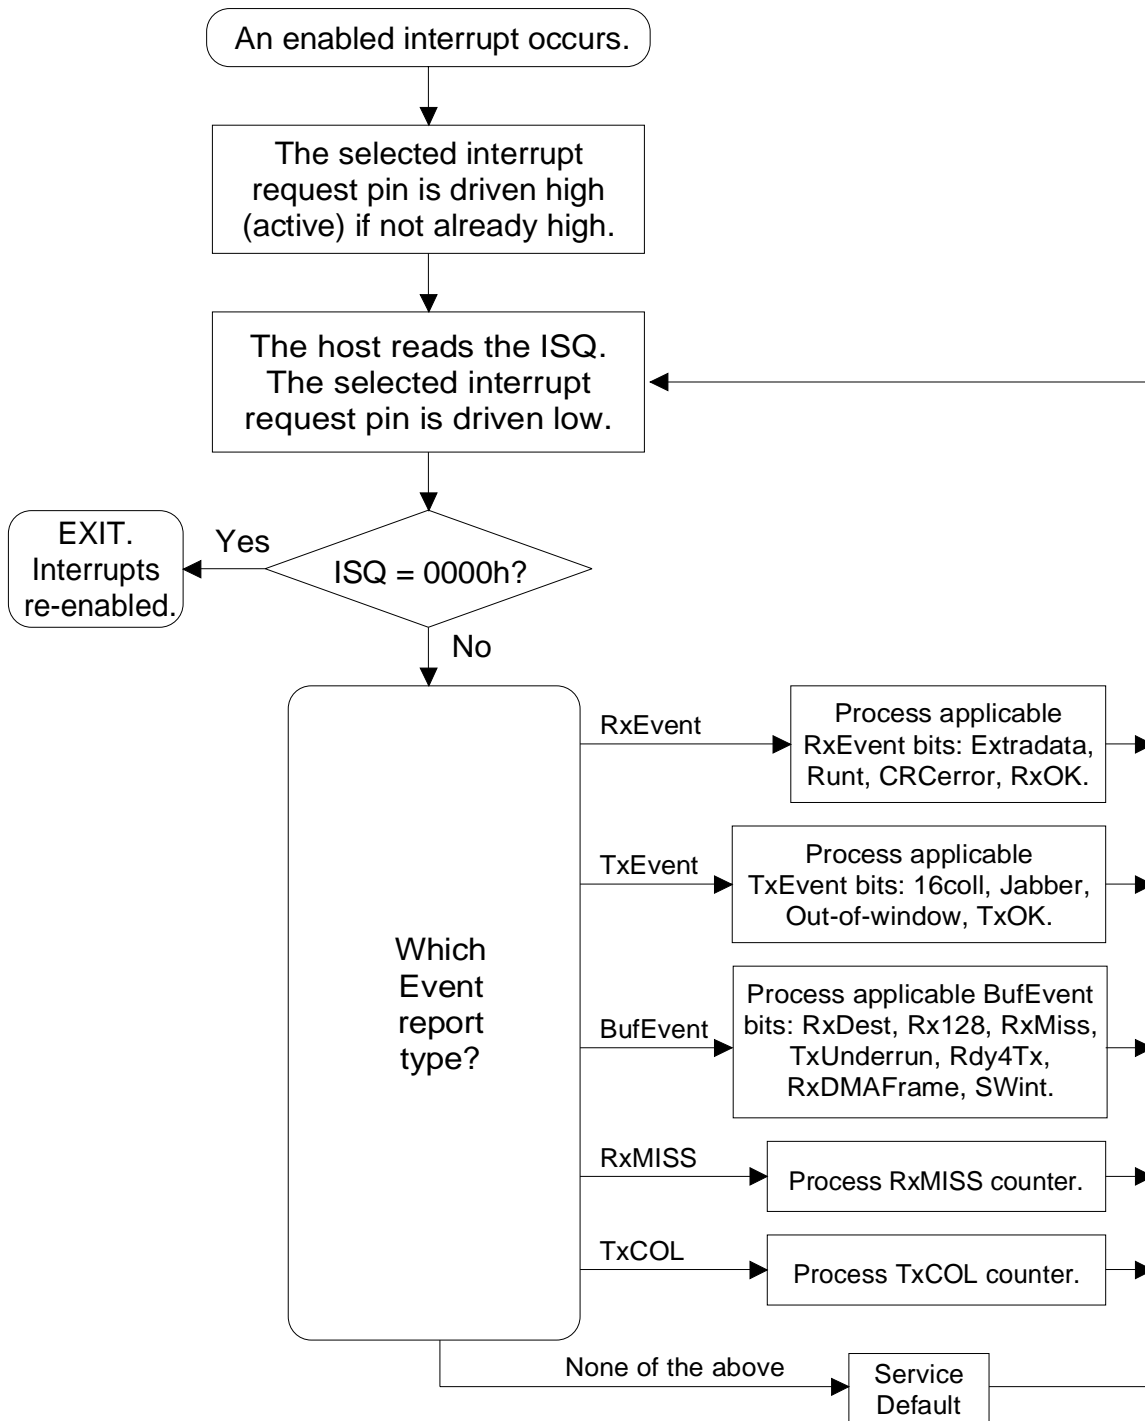 An enabled interrupt occurs.
The selected interrupt
request pin is driven high
(active) if not already high.
The host reads the ISQ.
The selected interrupt
request pin is driven low.
EXIT.
Interrupts
re-enabled.
Yes
ISQ = 0000h?
No
Which
Event
report
type?
RxEvent
Process applicable
RxEvent bits: Extradata,
Runt, CRCerror, RxOK.
TxEvent
Process applicable
TxEvent bits: 16coll, Jabber,
Out-of-window, TxOK.
BufEvent
Process applicable BufEvent
bits: RxDest, Rx128, RxMiss,
TxUnderrun, Rdy4Tx,
RxDMAFrame, SWint.
RxMISS
Process RxMISS counter.
TxCOL
Process TxCOL counter.
None of the above
Service
Default